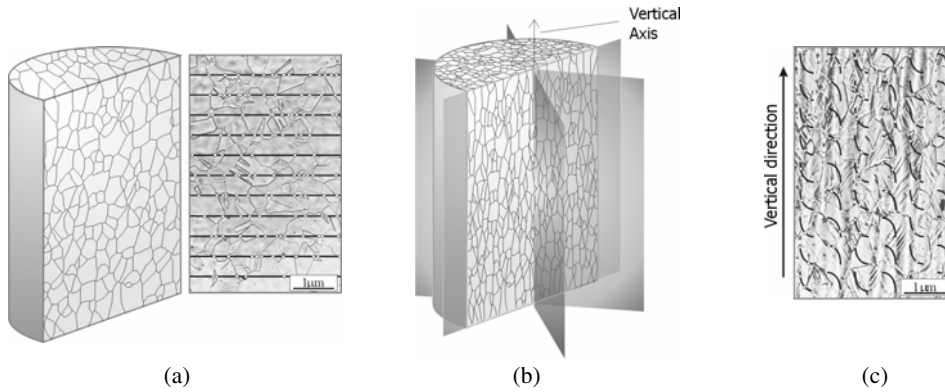 Vertical
Axis
Vertical direction
1µm
1µm
(a)
(b)
(c)